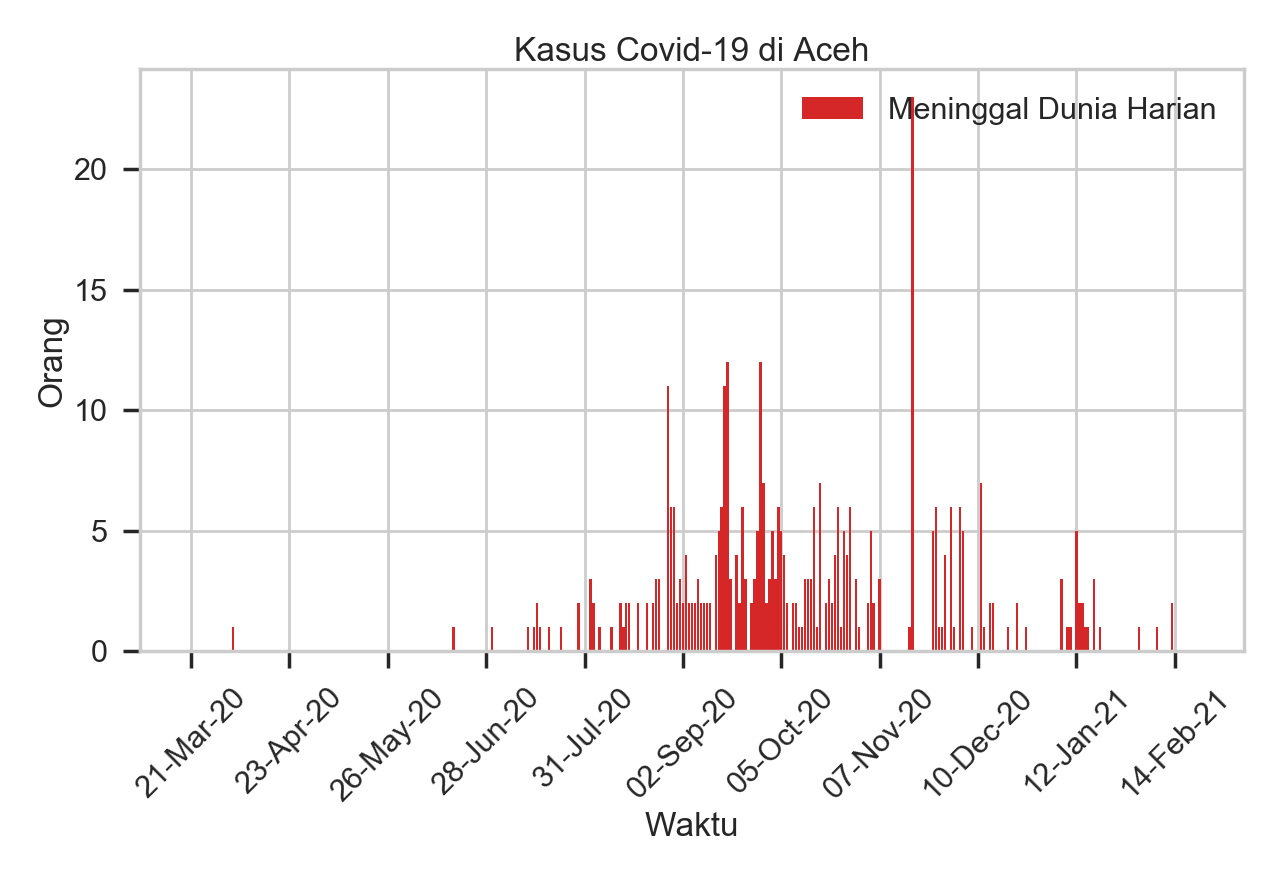 Kasus Covid-19 di Aceh
Meninggal Dunia Harian
Orang
20
15
10
5
0
21-Mar-20
23-Apr-20
26-May-20
28-Jun-20
31-Jul-20
02-Sep-20
05-Oct-20
07-Nov-20
10-Dec-20
12-Jan-21
14-Feb-21
Waktu